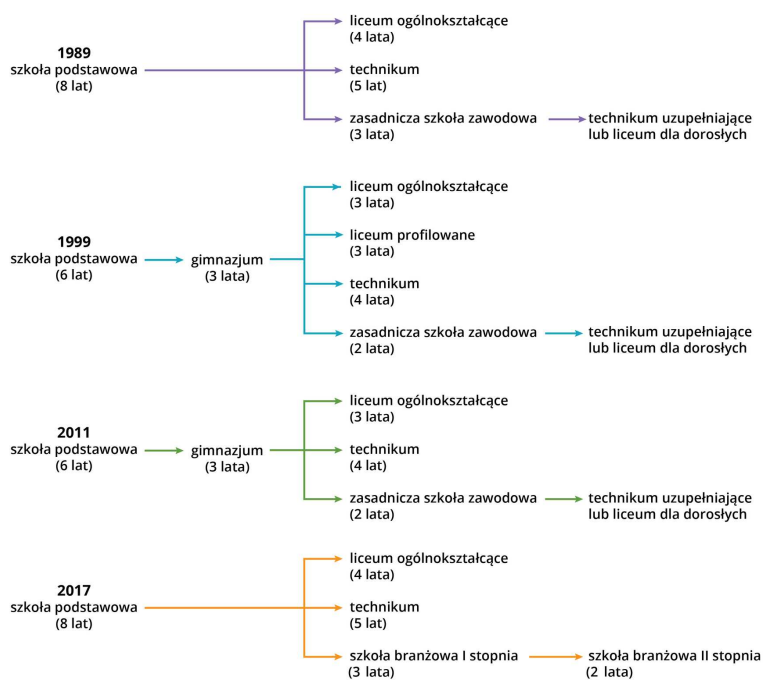 1989
szkoła podstawowa
(8 lat)
liceum ogólnokształcące
(4 lata)
technikum
(5 lat)
zasadnicza szkoła zawodowa
(3 lata)
technikum uzupełniające
lub liceum dla dorosłych
1999
szkoła podstawowa
(6 lat)
gimnazjum
(3 lata)
liceum ogólnokształcące
(3 lata)
liceum profilowane
(3 lata)
technikum
(4 lata)
zasadnicza szkoła zawodowa
(2 lata)
technikum uzupełniające
lub liceum dla dorosłych
2011
szkoła podstawowa
(6 lat)
gimnazjum
(3 lata)
liceum ogólnokształcące
(3 lata)
technikum
(4 lat)
zasadnicza szkoła zawodowa
(2 lata)
technikum uzupełniające
lub liceum dla dorosłych
2017
szkoła podstawowa
(8 lat)
liceum ogólnokształcące
(4 lata)
technikum
(5 lat)
szkoła branżowa I stopnia
(3 lata)
szkoła branżowa II stopnia
(2 lata)